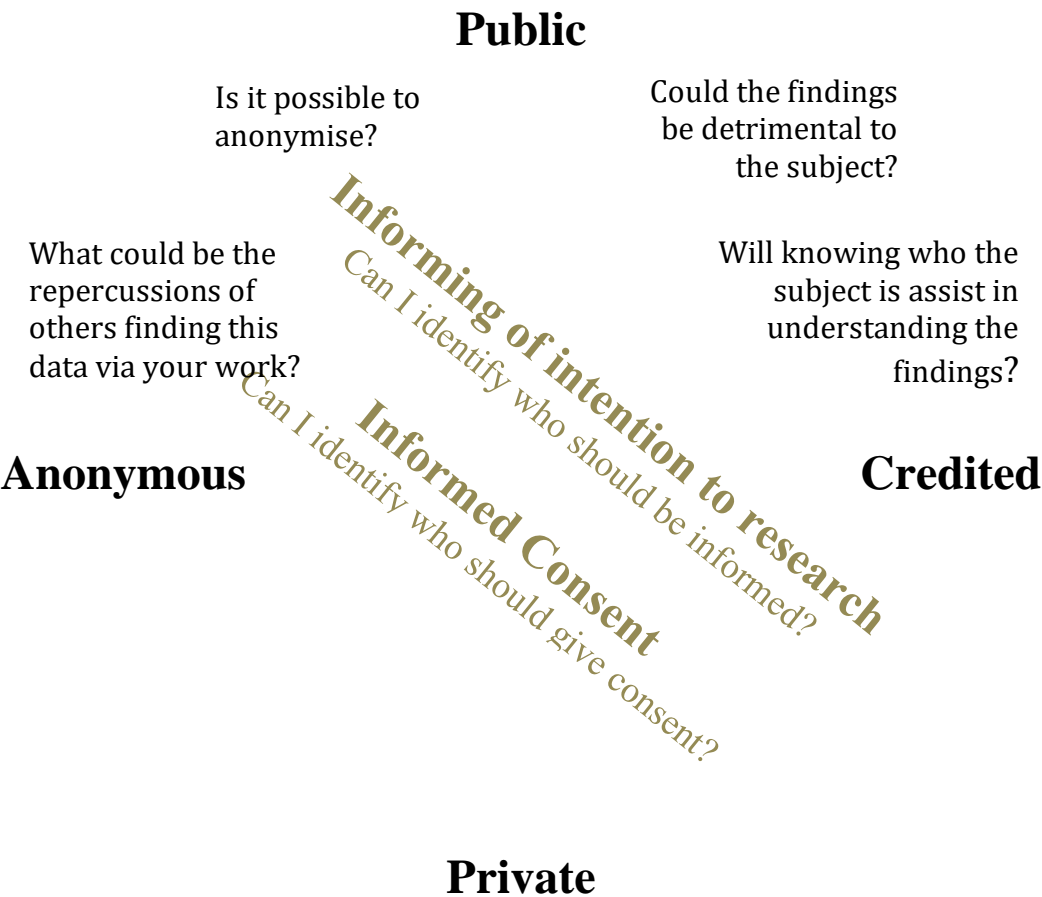 Public
Is it possible to
anonymise?
Could the findings
be detrimental to
the subject?
What could be the
repercussions of
others finding this
data via your work?
Will knowing who the
subject is assist in
understanding the
findings?
Informing of intention to research
Can I identify who should be informed?
Informed Consent
Can I identify who should give consent?
Anonymous
Credited
Private